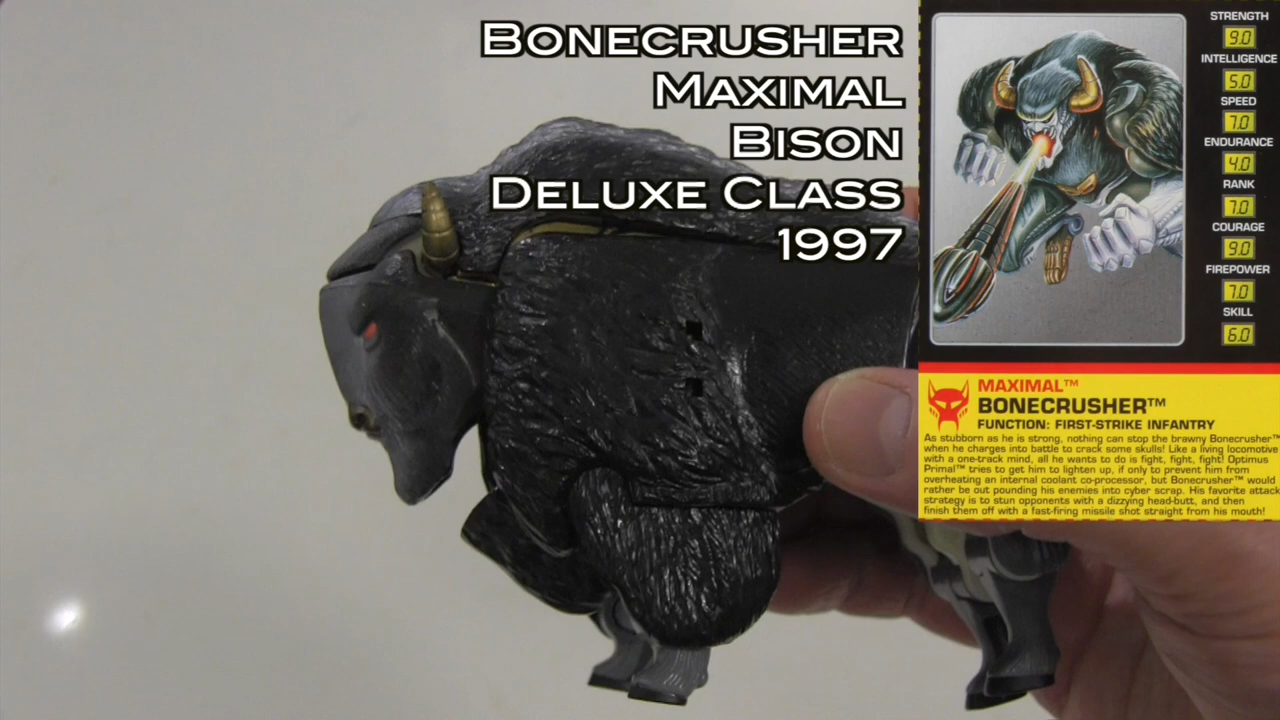 BONECRUSHER
MAXIMAL
BISON
DELUXE CLASS
1997
STRENGTH
9.0
INTELLIGENCE
5.0
SPEED
7.0
ENDURANCE
4.0
RANK
7.0
COURAGE
9.0
FIREPOWER
7.0
SKILL
6.0
MAXIMAL™
BONECRUSHER™
FUNCTION: FIRST-STRIKE INFANTRY
As stubborn as he is strong, nothing can stop the brawny Bonecrusher™
when he charges into battle to crack some skulls! Like a living locomotive
with a one-track mind, all he wants to do is fight, fight, fight! Optimus
Primal™ tries to get him to lighten up, if only to prevent him from
overheating an internal coolant co-processor, but Bonecrusher™ would
rather be out pounding his enemies into cyber scrap. His favorite attack
strategy is to stun opponents with a dizzying head-butt, and then
finish them off with a fast-firing missile shot straight from his mouth!